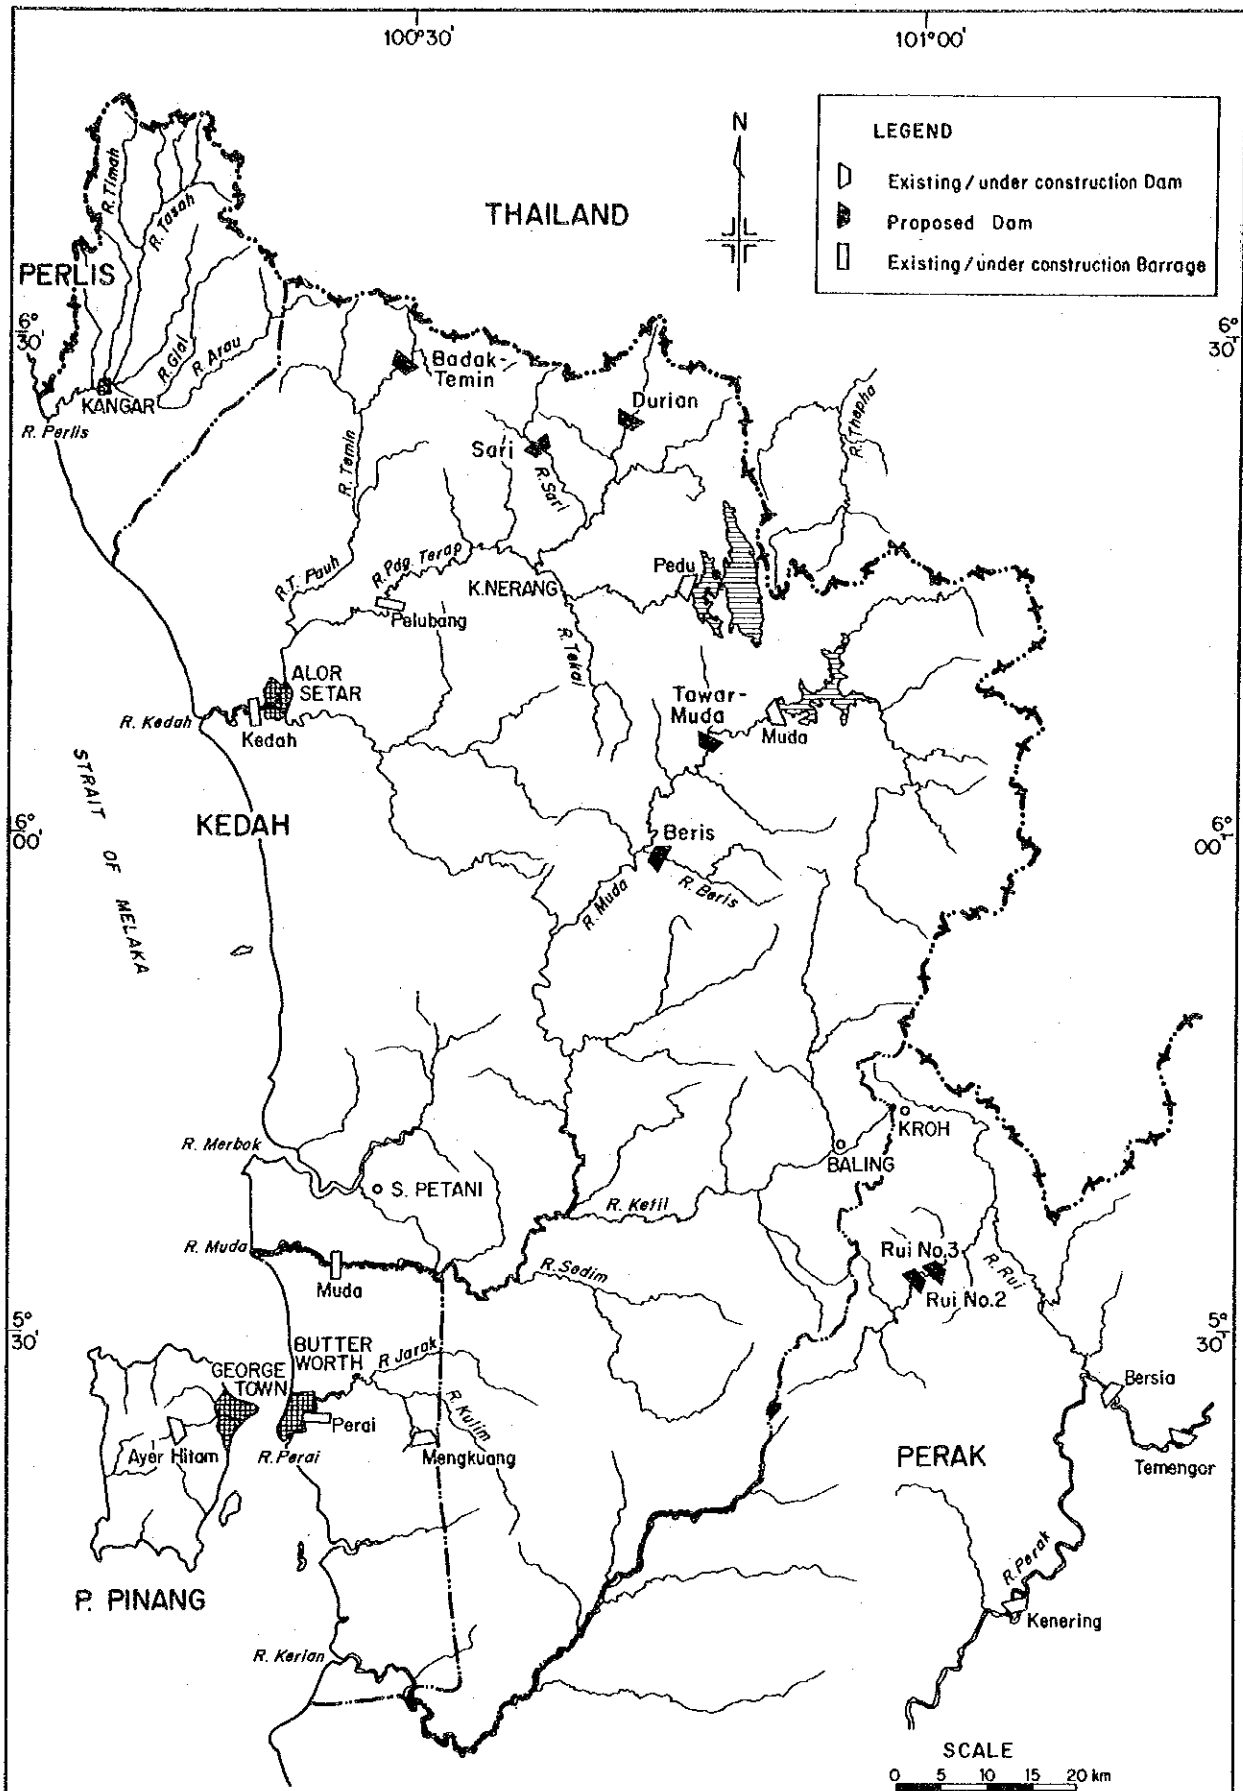 100°30'
101°00'
LEGEND
Existing/under construction Dam
Proposed Dam
Existing/under construction Barrage
N
THAILAND
R. Timah
R. Tasah
PERLIS
6°
30'
6°
30'
R. Gial
R. Arau
KANGAR
R. Perlis
Badak-
Temin
Durian
Sari
R. Sari
R. Temin
R. Thepha
R. T. Pauh
R. Pdg. Terap
K. NERANG
Pedu
Pelubang
R. Tekai
ALOR
SETAR
R. Kedah
Kedah
Tawar-
Muda
Muda
STRAIT OF MELAKA
KEDAH
6°
00'
6°
00'
Beris
R. Beris
R. Muda
R. Merbok
S. PETANI
KROH
BALING
R. Ketil
R. Muda
Muda
R. Sedim
Rui No.3
Rui No.2
R. Rui
5°
30'
5°
30'
BUTTER
WORTH
R Jarak
GEORGE
TOWN
Perai
R. Kulim
Ayer Hitam
R. Perai
Mengkuang
Bersia
Temengor
PERAK
R. Perak
Kenering
P. PINANG
R. Kerian
SCALE
0 5 10 15 20 km